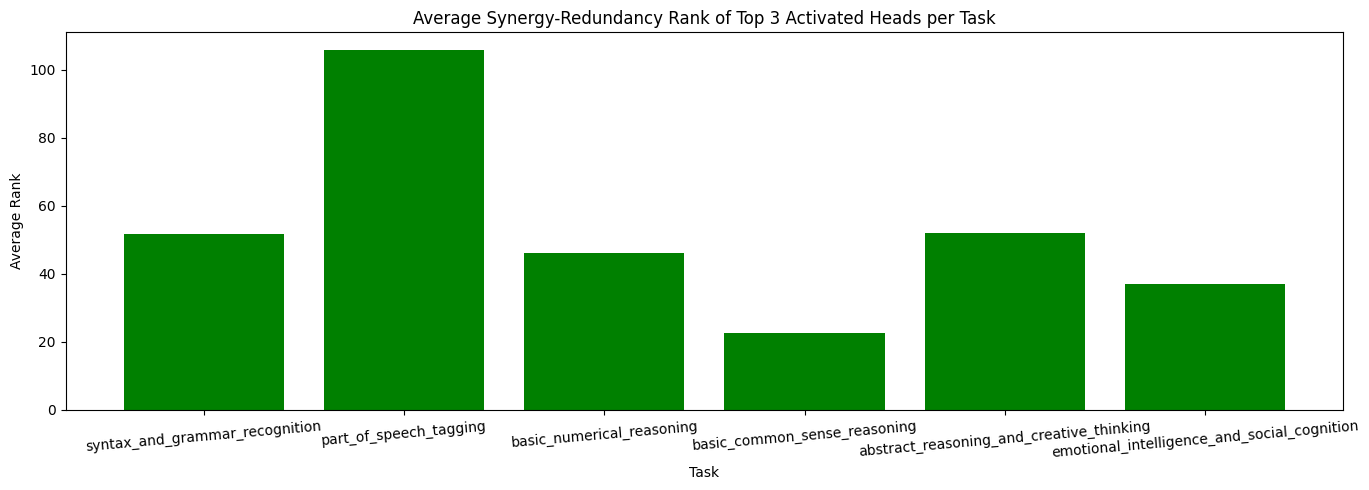 Average Synergy-Redundancy Rank of Top 3 Activated Heads per Task
Average Rank
100
80
60
40
20
0
syntax_and_grammar_recognition
part_of_speech_tagging
basic_numerical_reasoning
basic_common_sense_reasoning
abstract_reasoning_and_creative_thinking
emotional_intelligence_and_social_cognition
Task